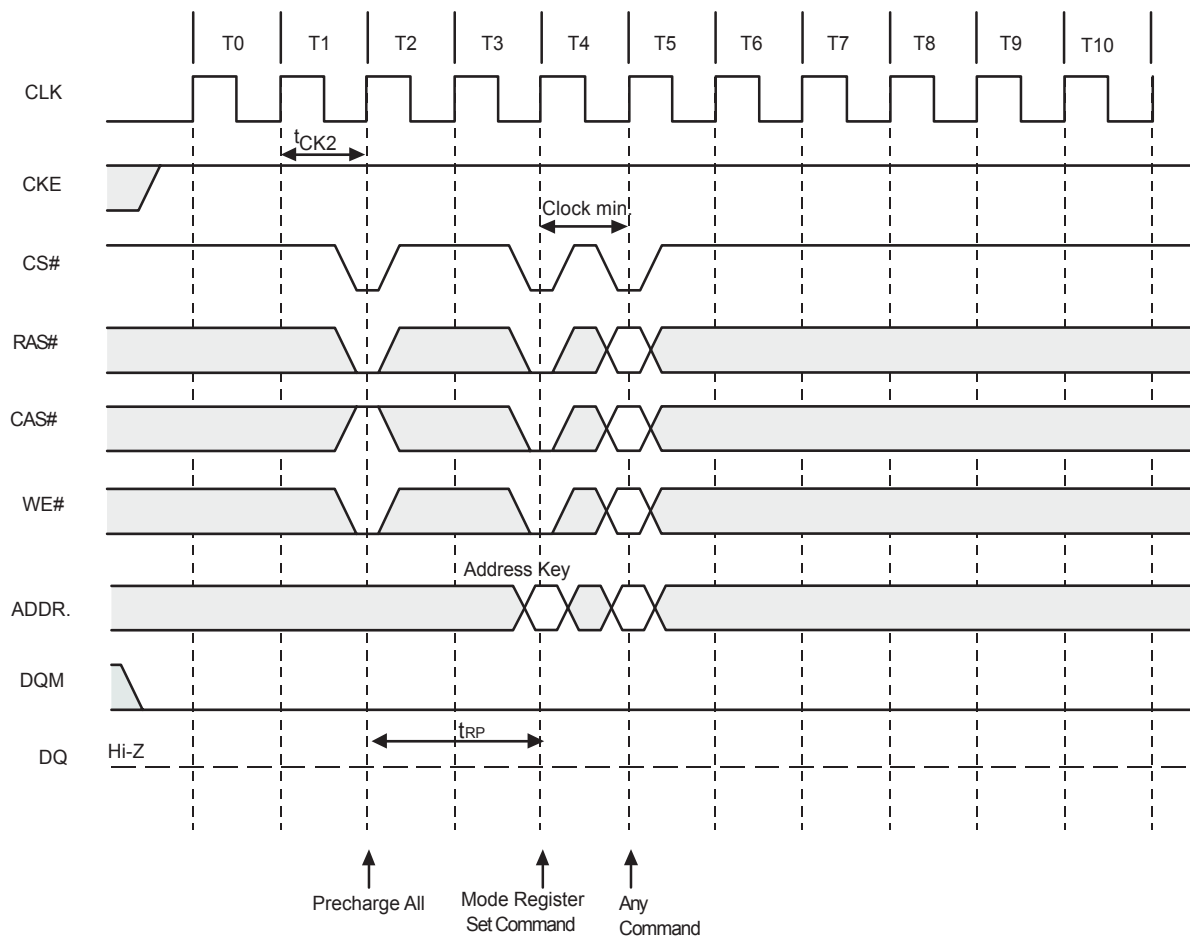 T0 T1 T2 T3 T4 T5 T6 T7 T8 T9 T10
CLK
tCK2
CKE
Clock min.
CS#
RAS#
CAS#
WE#
Address Key
ADDR.
DQM
tRP
DQ Hi-Z
Precharge All
Mode Register
Set Command
Any
Command